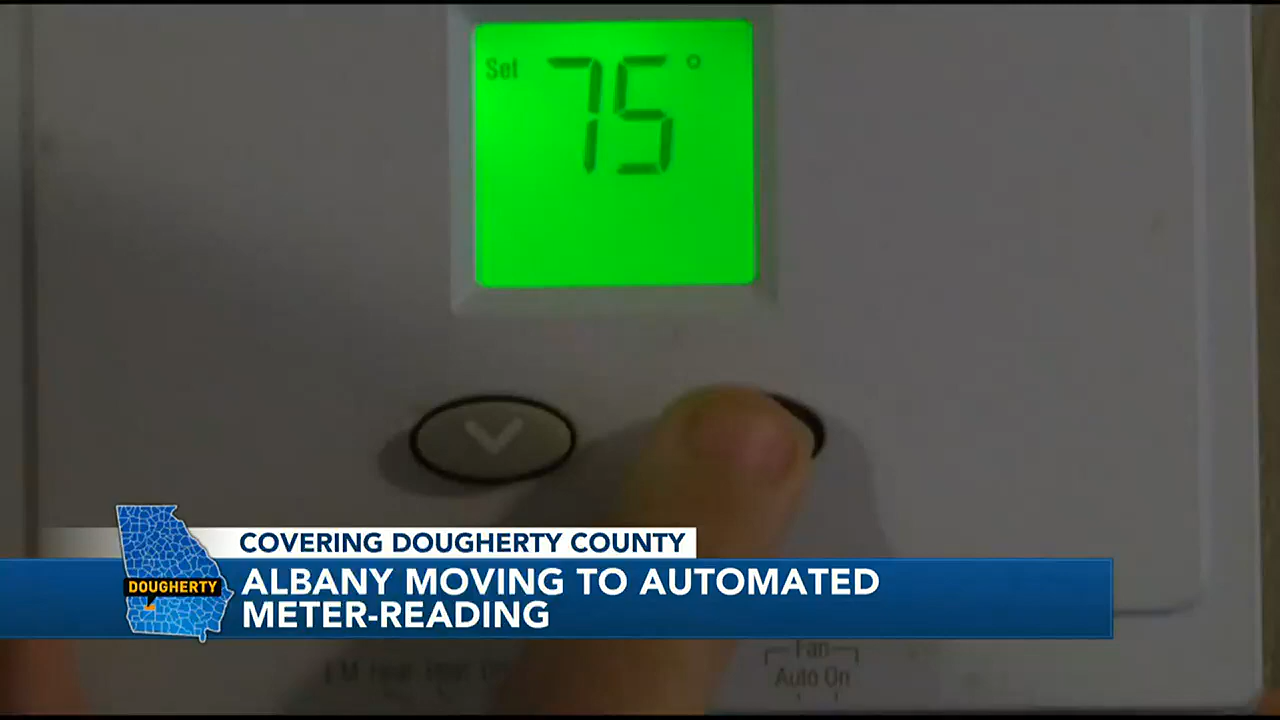 Set 75°
COVERING DOUGHERTY COUNTY
DOUGHERTY
ALBANY MOVING TO AUTOMATED
METER-READING
Fan
Auto On